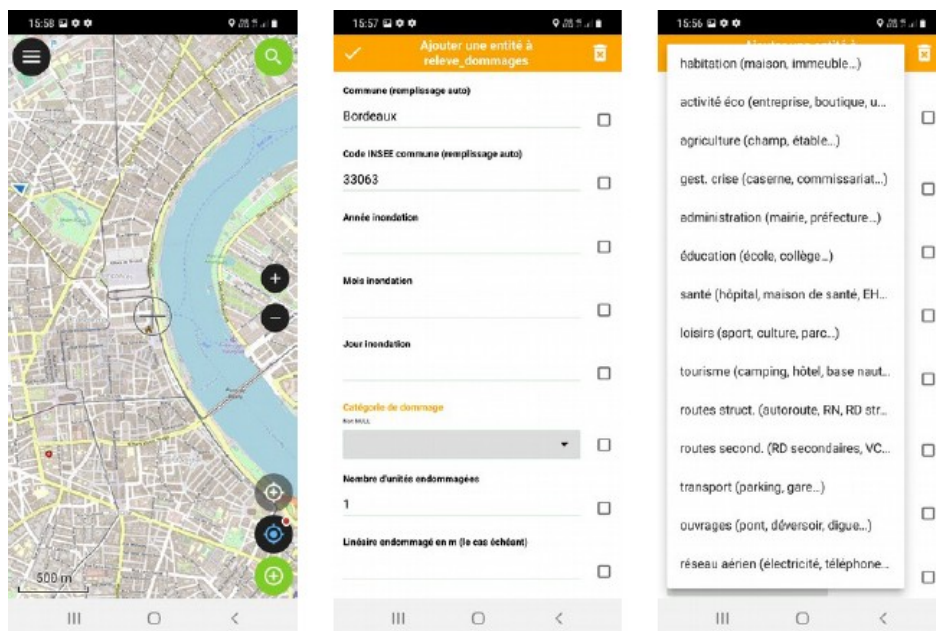 15:58
500 m
15:57
Ajouter une entité à
releve_dommages
Commune (remplissage auto)
Bordeaux
Code INSEE commune (remplissage auto)
33063
Année inondation
Mois inondation
Jour inondation
Catégorie de dommage
Non NULL
Nombre d'unités endommagées
1
Linéaire endommagé en m (le cas échéant)
15:56
habitation (maison, immeuble...)
activité éco (entreprise, boutique, u...
agriculture (champ, étable...)
gest. crise (caserne, commissariat...)
administration (mairie, préfecture...)
éducation (école, collège...)
santé (hôpital, maison de santé, EH...
loisirs (sport, culture, parc...)
tourisme (camping, hôtel, base naut...
routes struct. (autoroute, RN, RD str...
routes second. (RD secondaires, VC...
transport (parking, gare...)
ouvrages (pont, déversoir, digue...)
réseau aérien (électricité, téléphone...